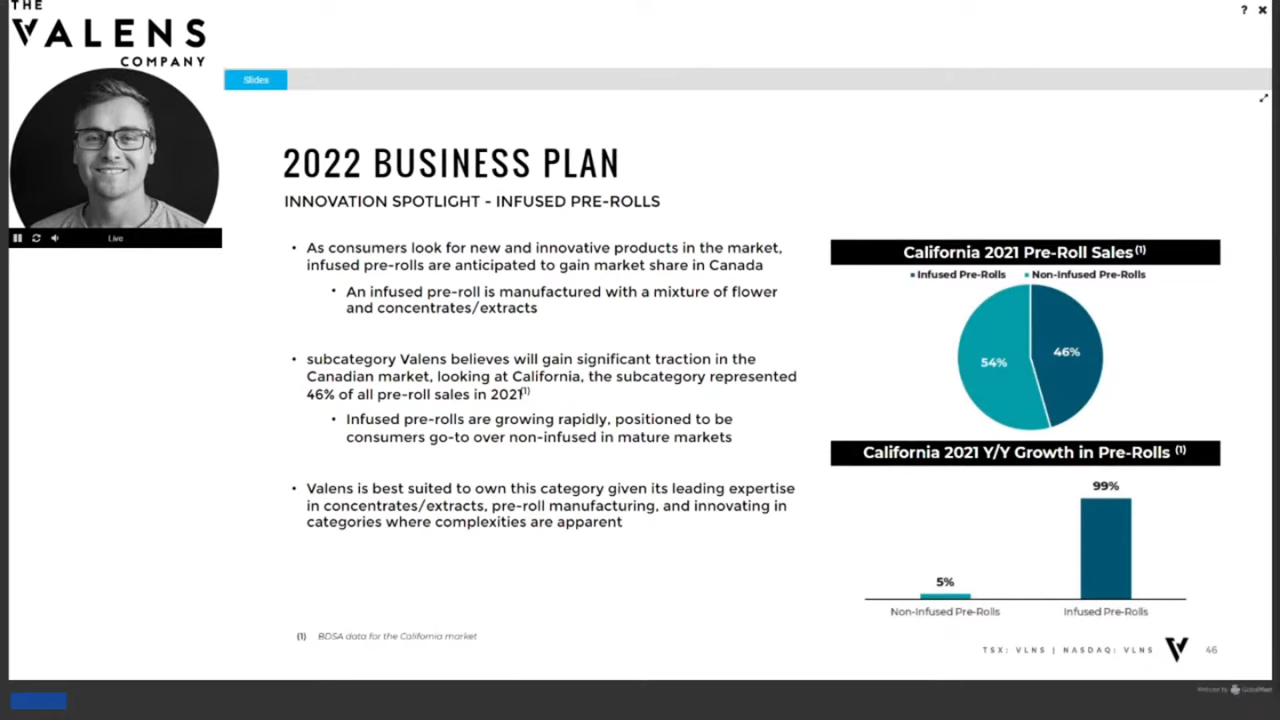 THE
VALENS
COMPANY
? ×
Slides
Live
2022 BUSINESS PLAN
INNOVATION SPOTLIGHT - INFUSED PRE-ROLLS
• As consumers look for new and innovative products in the market,
infused pre-rolls are anticipated to gain market share in Canada
• An infused pre-roll is manufactured with a mixture of flower
and concentrates/extracts
• subcategory Valens believes will gain significant traction in the
Canadian market, looking at California, the subcategory represented
46% of all pre-roll sales in 2021(1)
• Infused pre-rolls are growing rapidly, positioned to be
consumers go-to over non-infused in mature markets
• Valens is best suited to own this category given its leading expertise
in concentrates/extracts, pre-roll manufacturing, and innovating in
categories where complexities are apparent
(1) BDSA data for the California market
California 2021 Pre-Roll Sales(1)
Infused Pre-Rolls Non-Infused Pre-Rolls
54% 46%
California 2021 Y/Y Growth in Pre-Rolls (1)
99%
5%
Non-Infused Pre-Rolls Infused Pre-Rolls
TSX: VLNS | NASDAQ: VLNS 46
Webcast by GlobalMeet